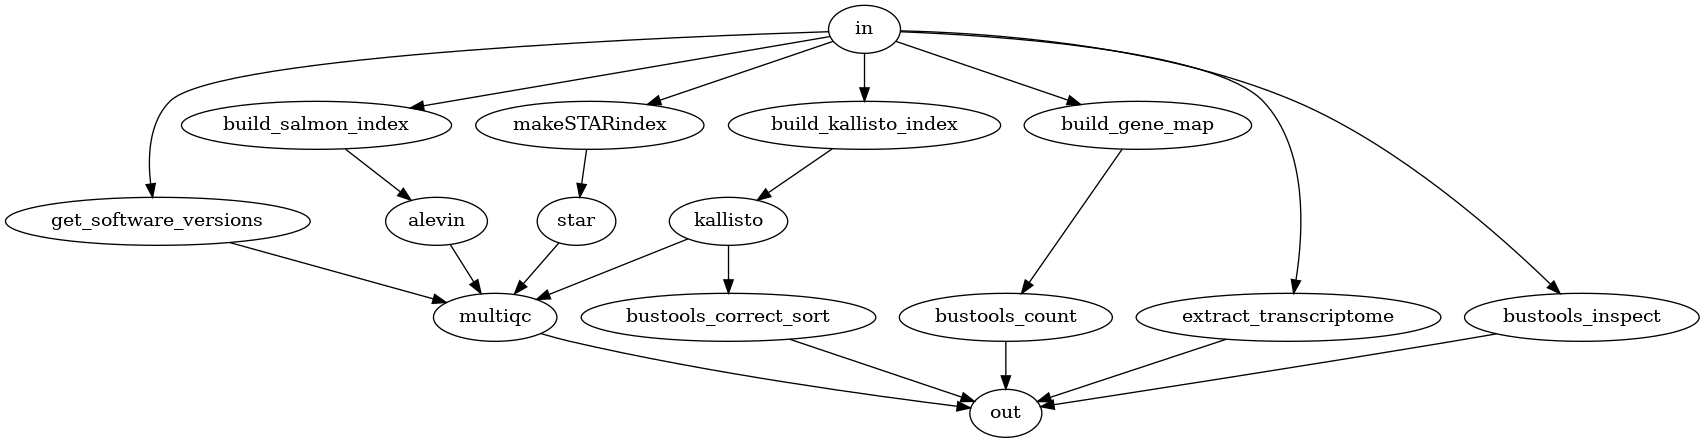 in
build_salmon_index
makeSTARindex
build_kallisto_index
build_gene_map
get_software_versions
alevin
star
kallisto
multiqc
bustools_correct_sort
bustools_count
extract_transcriptome
bustools_inspect
out